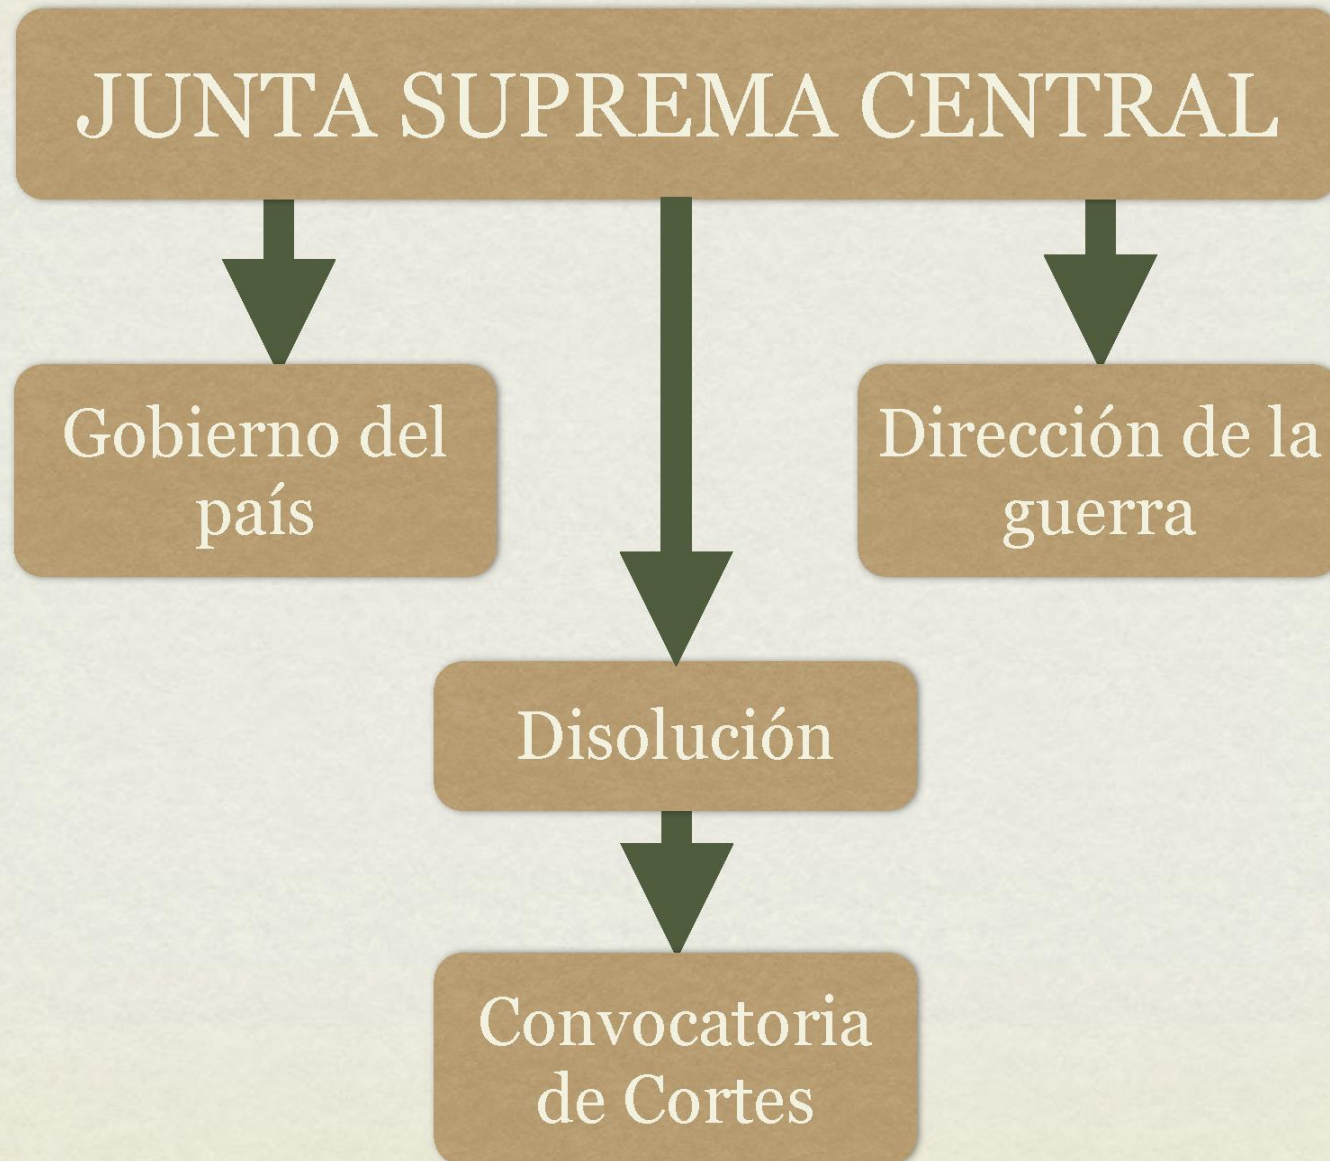 JUNTA SUPREMA CENTRAL
Gobierno del
país
Dirección de la
guerra
Disolución
Convocatoria
de Cortes